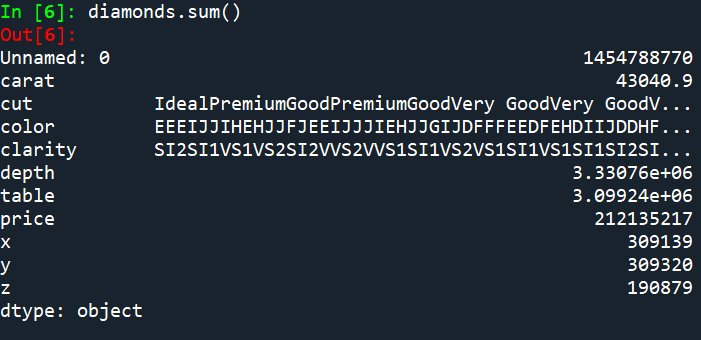 In [6]: diamonds.sum()
Out[6]:
Unnamed: 0 1454788770
carat 43040.9
cut IdealPremiumGoodPremiumGoodVery GoodVery GoodV...
color EEEIJJIHEHJJFJEEIJJJIEHJJGIJDFFFEEDFEHDIIJDDHF...
clarity SI2SI1VS1VS2SI2VVS2VVS1SI1VS2VS1SI1VS1SI1SI2SI...
depth 3.33076e+06
table 3.09924e+06
price 212135217
x 309139
y 309320
z 190879
dtype: object